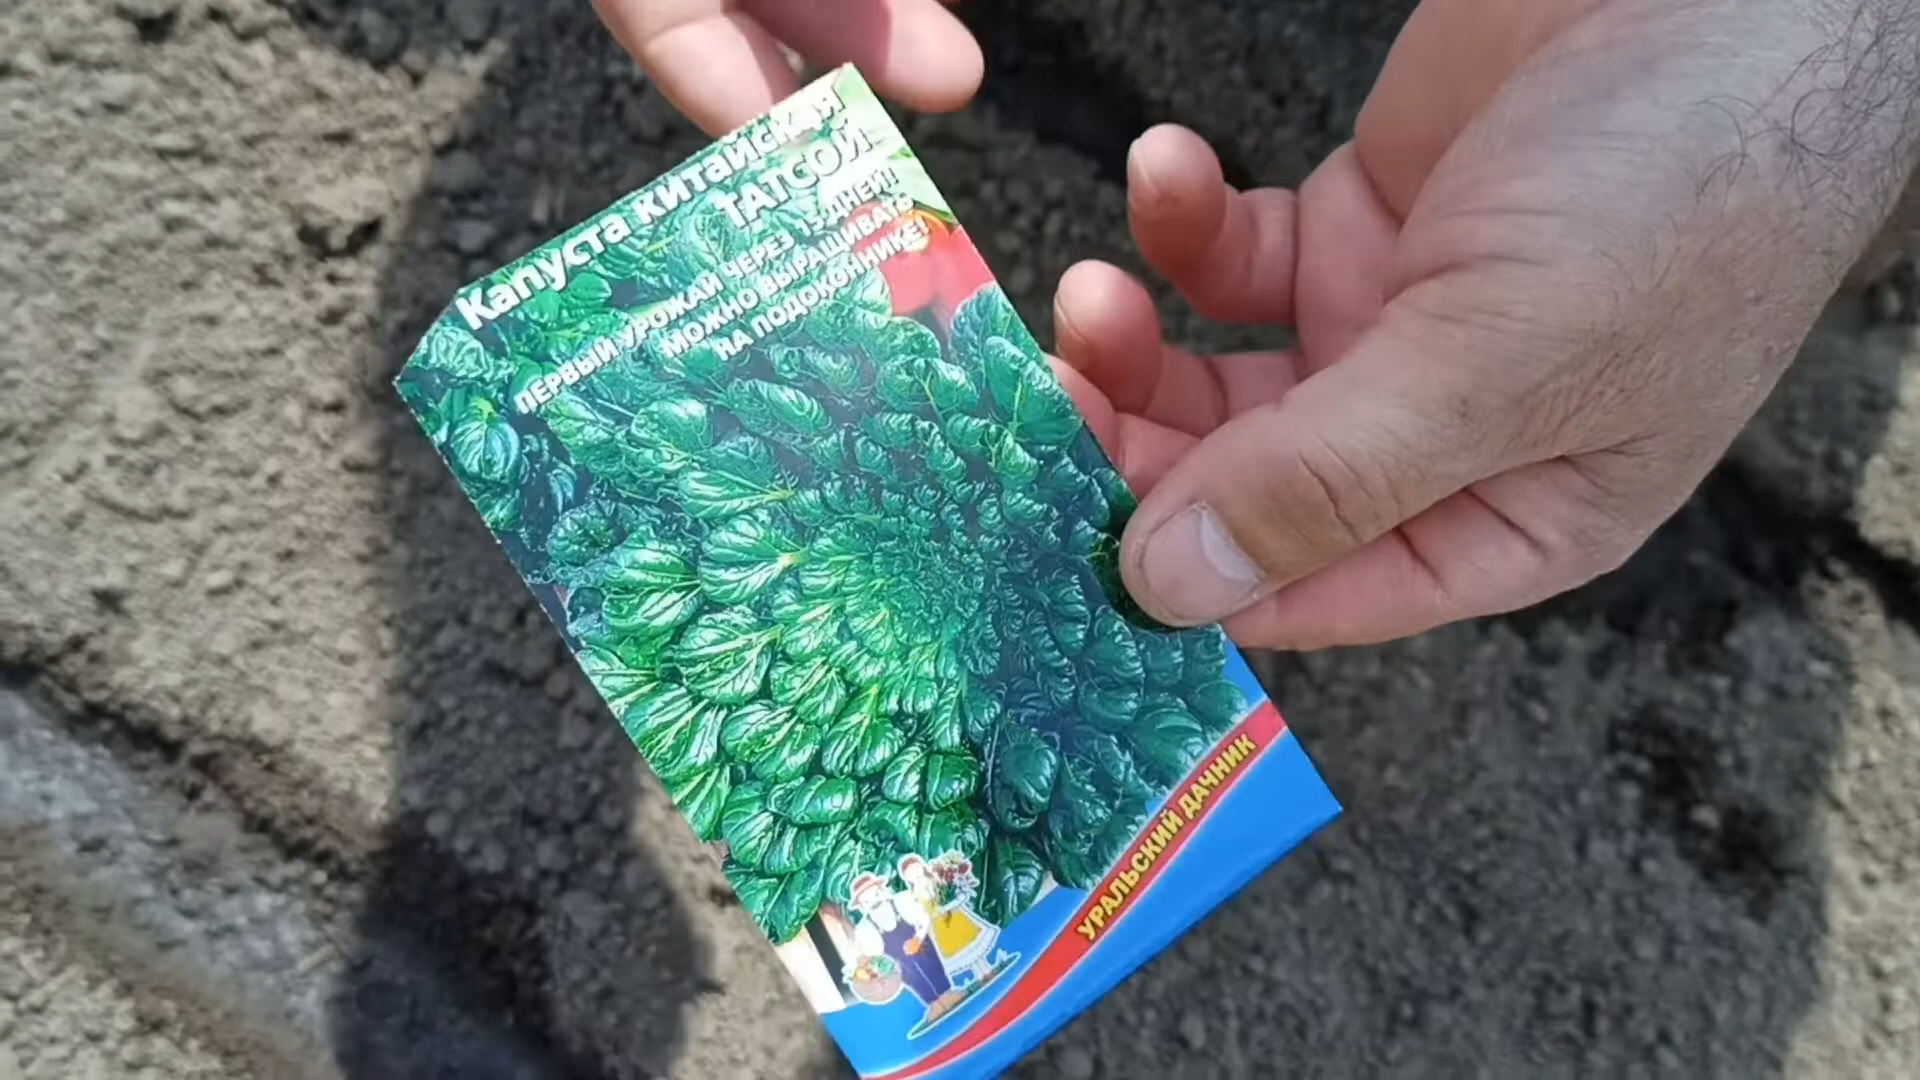 Капуста китайская
ТАТСОЙ
ПЕРВЫЙ УРОЖАЙ ЧЕРЕЗ 15 ДНЕЙ!
МОЖНО ВЫРАЩИВАТЬ
НА ПОДОКОННИКЕ!
УРАЛЬСКИЙ ДАЧНИК